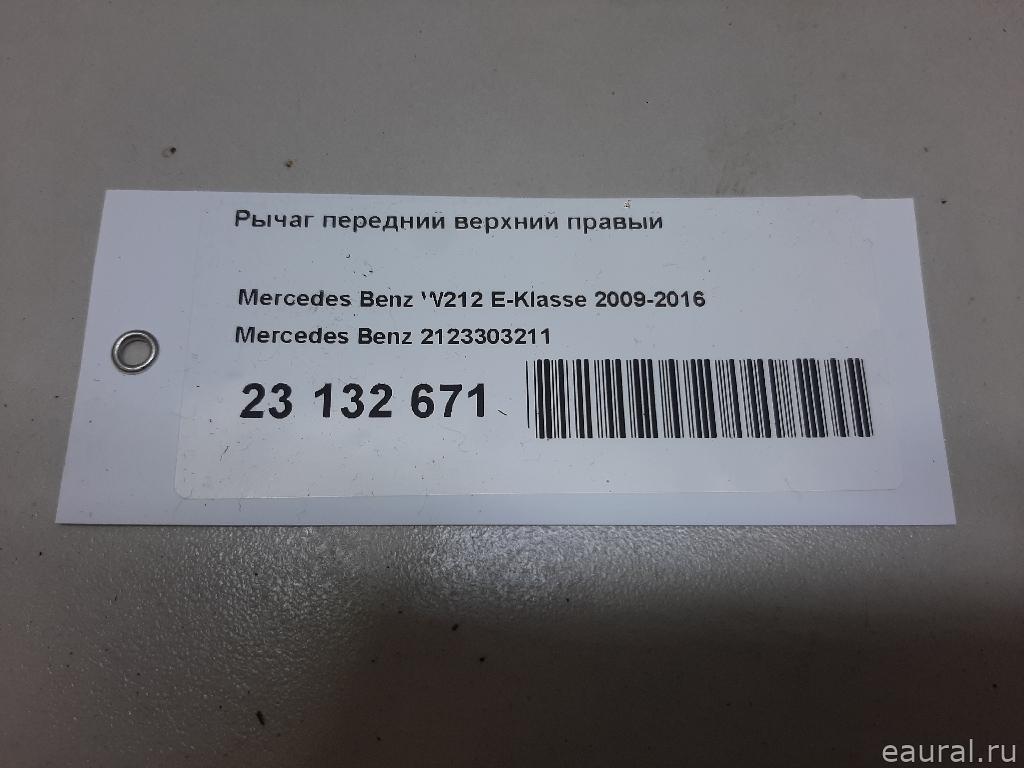 Рычаг передний верхний правый
Mercedes Benz W212 E-Klasse 2009-2016
Mercedes Benz 2123303211
23 132 671
eaural.ru